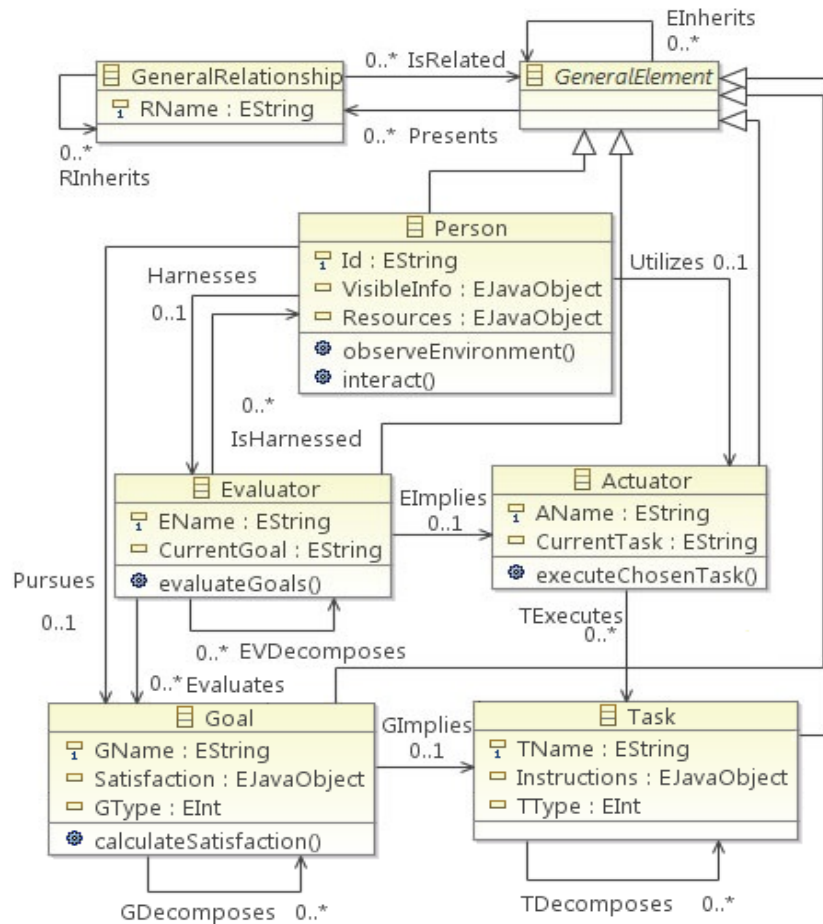 EInherits
0..*
0..* IsRelated
GeneralRelationship
GeneralElement
RName : EString
0..* Presents
0..*
RInherits
Person
Id : EString
VisibleInfo : EJavaObject
Resources : EJavaObject
observeEnvironment()
interact()
Harnesses
0..1
Utilizes 0..1
0..*
IsHarnessed
Evaluator
EName : EString
CurrentGoal : EString
evaluateGoals()
EImplies
0..1
Actuator
AName : EString
CurrentTask : EString
executeChosenTask()
Pursues
0..1
0..* EVDecomposes
TExecutes
0..*
0..* Evaluates
Goal
GName : EString
Satisfaction : EJavaObject
GType : EInt
calculateSatisfaction()
GImplies
0..1
Task
TName : EString
Instructions : EJavaObject
TType : EInt
GDecomposes 0..*
TDecomposes 0..*